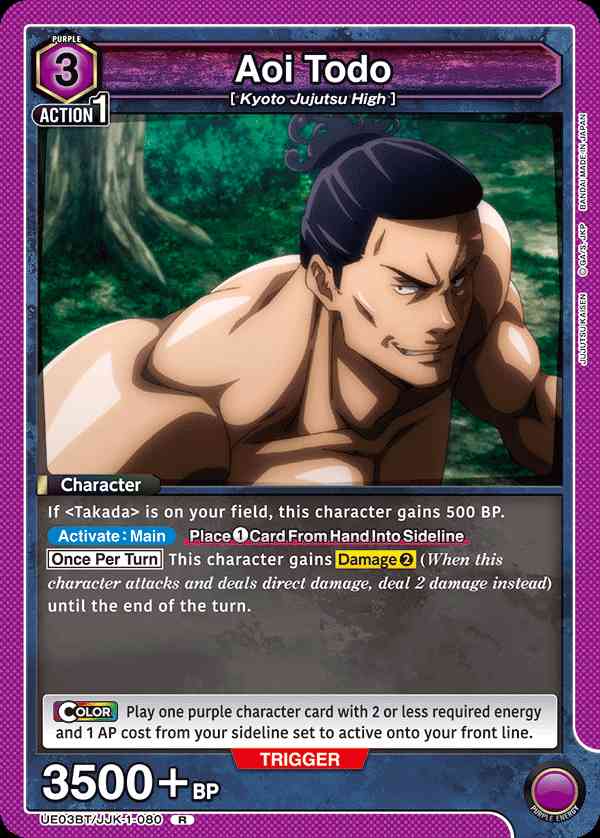 PURPLE
3
ACTION 1
Aoi Todo
[ Kyoto Jujutsu High ]
JUJUTSU KAISEN ©GA/S,JKP BANDAI MADE IN JAPAN
Character
If <Takada> is on your field, this character gains 500 BP.
Activate: Main Place ❶ Card From Hand Into Sideline
Once Per Turn This character gains Damage ❷ (When this
character attacks and deals direct damage, deal 2 damage instead)
until the end of the turn.
COLOR Play one purple character card with 2 or less required energy
and 1 AP cost from your sideline set to active onto your front line.
TRIGGER
3500+ BP
PURPLE ENERGY
UE03BT/JJK-1-080 R